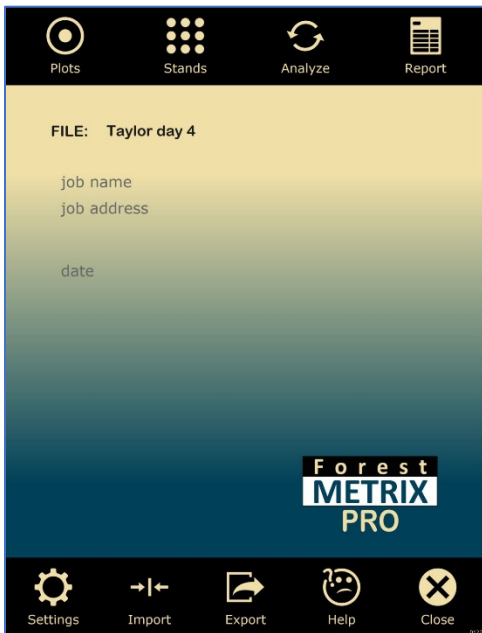 Plots Stands Analyze Report
FILE: Taylor day 4
job name
job address
date
Forest
METRIX
PRO
Settings Import Export Help Close